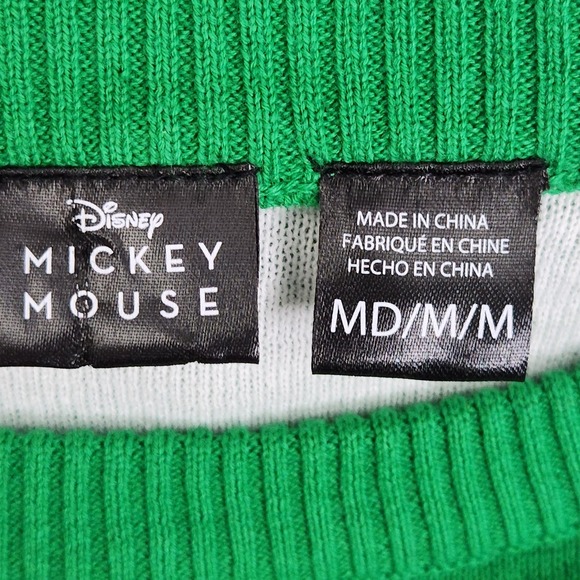 Disney
MICKEY
MOUSE
MADE IN CHINA
FABRIQUÉ EN CHINE
HECHO EN CHINA
MD/M/M